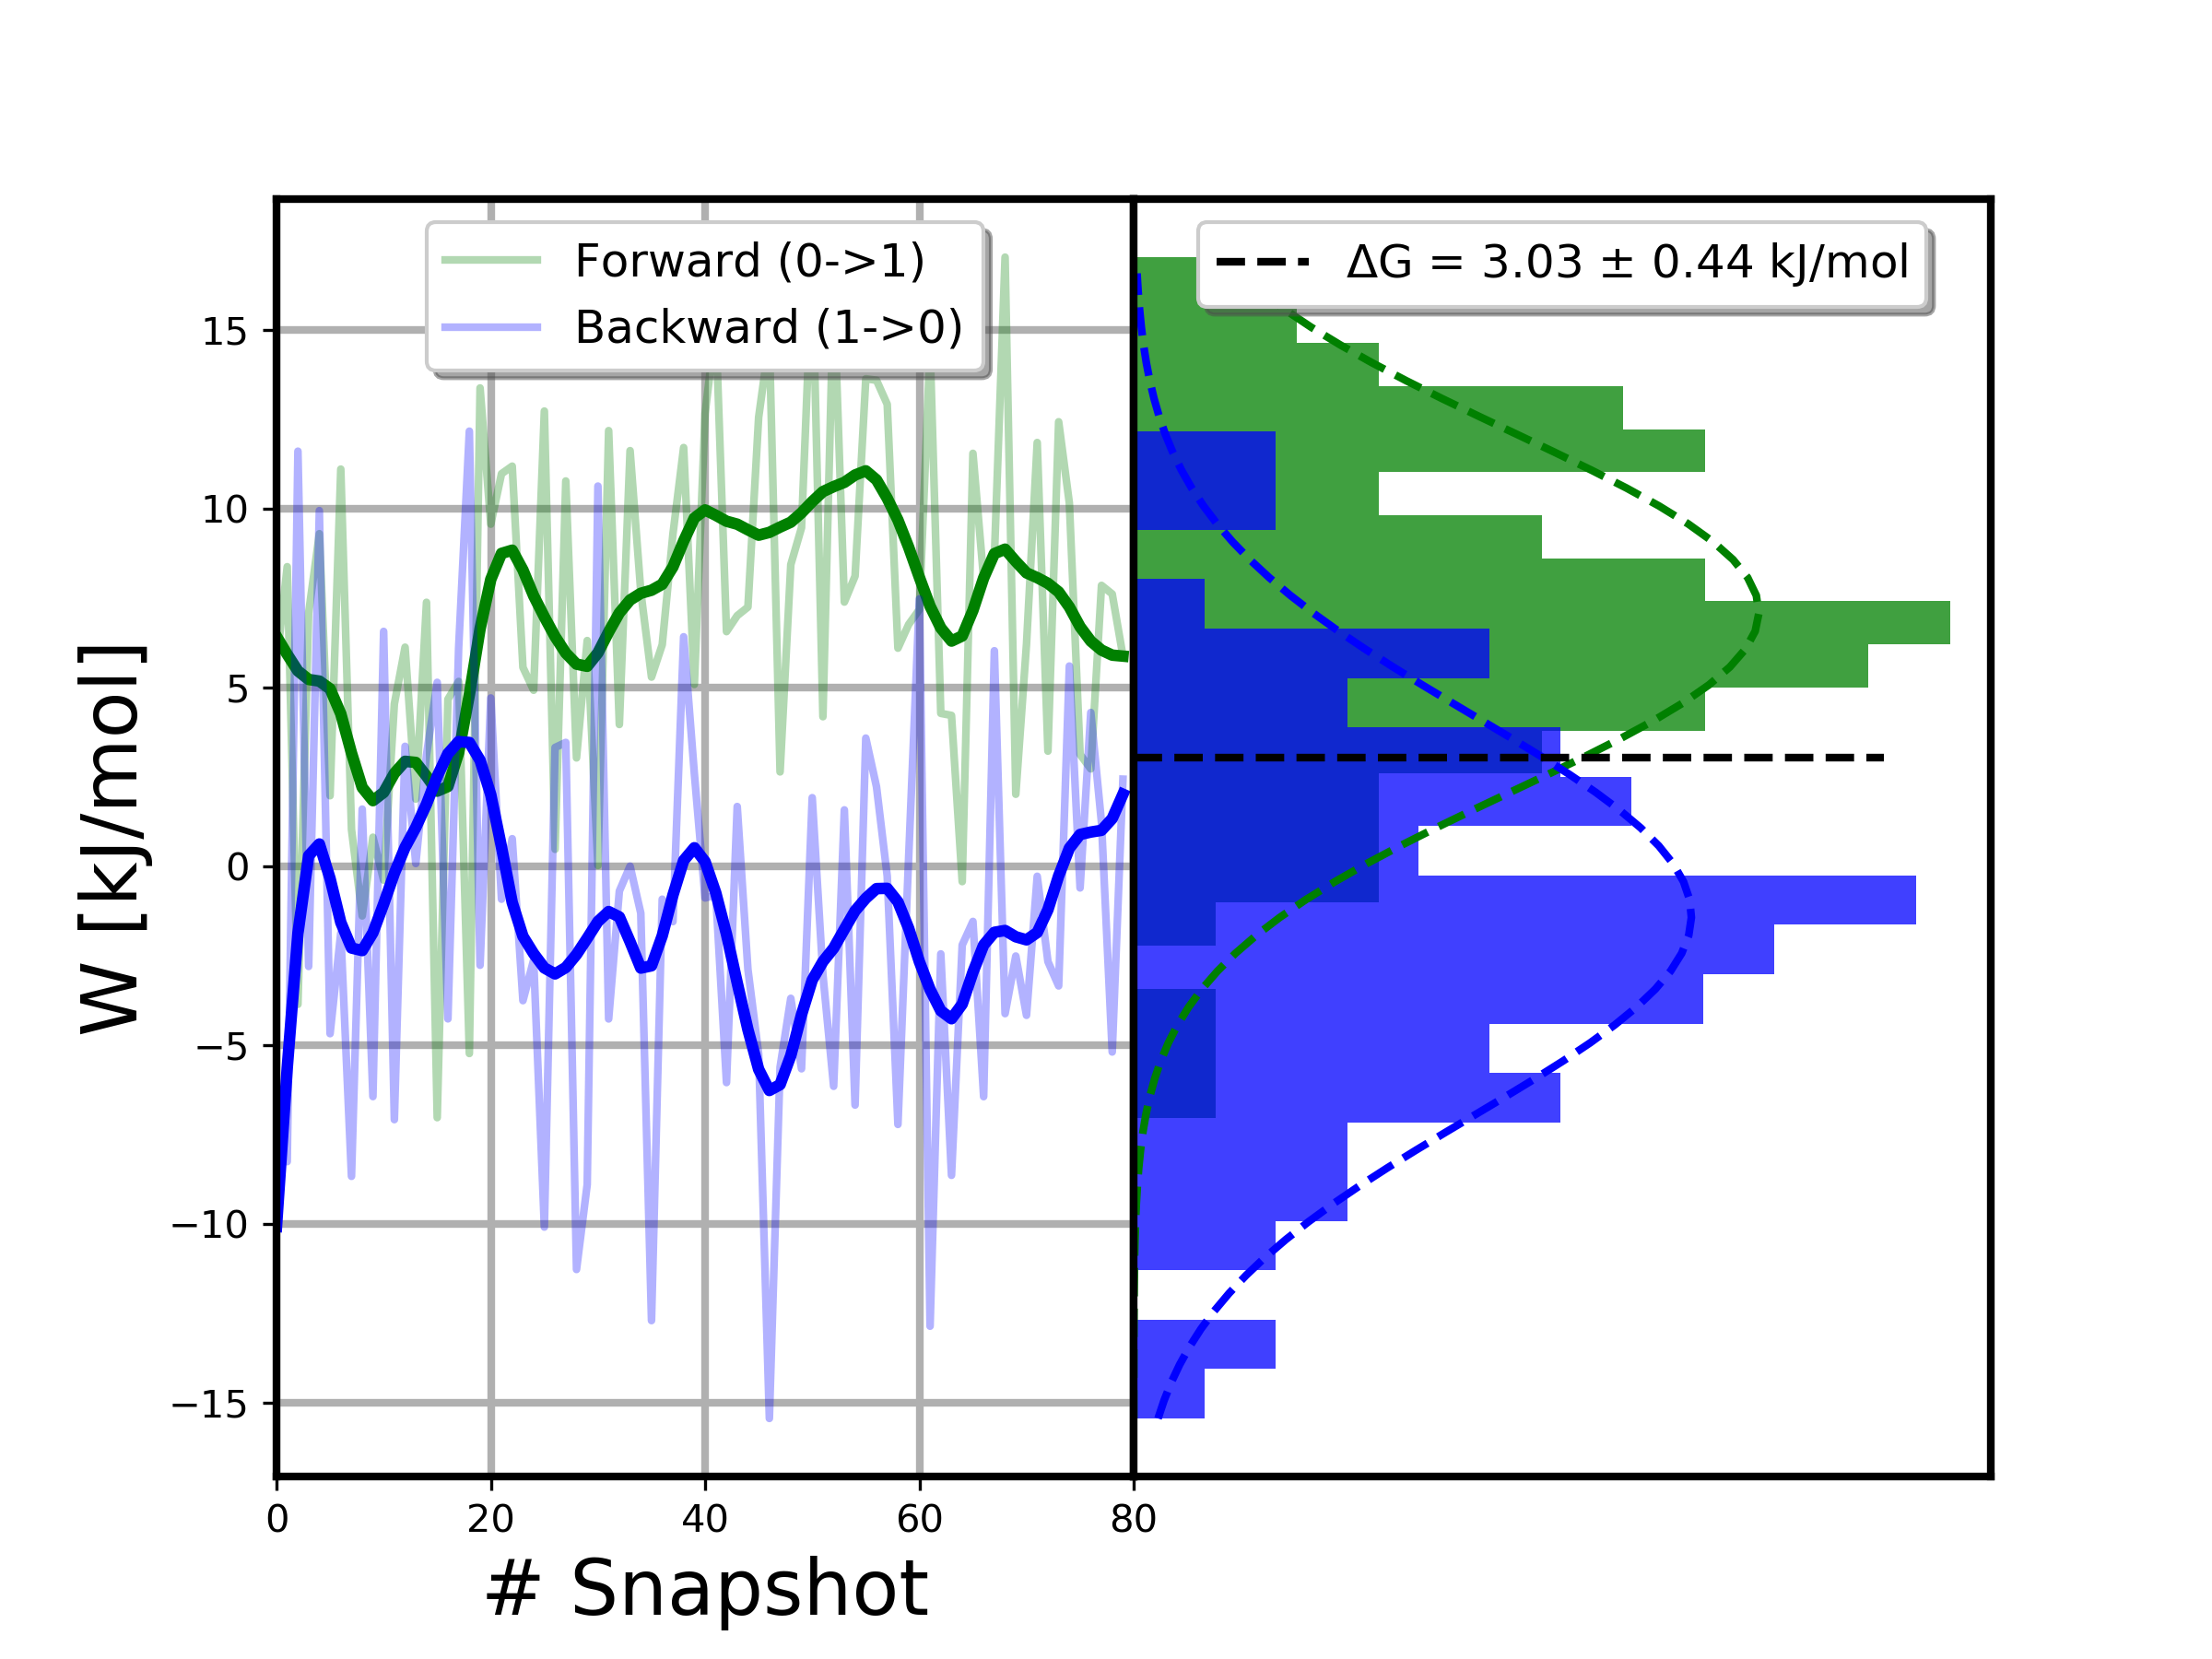 Forward (0->1)
Backward (1->0)
ΔG = 3.03 ± 0.44 kJ/mol
W [kJ/mol]
15
10
5
0
−5
−10
−15
0 20 40 60 80
# Snapshot